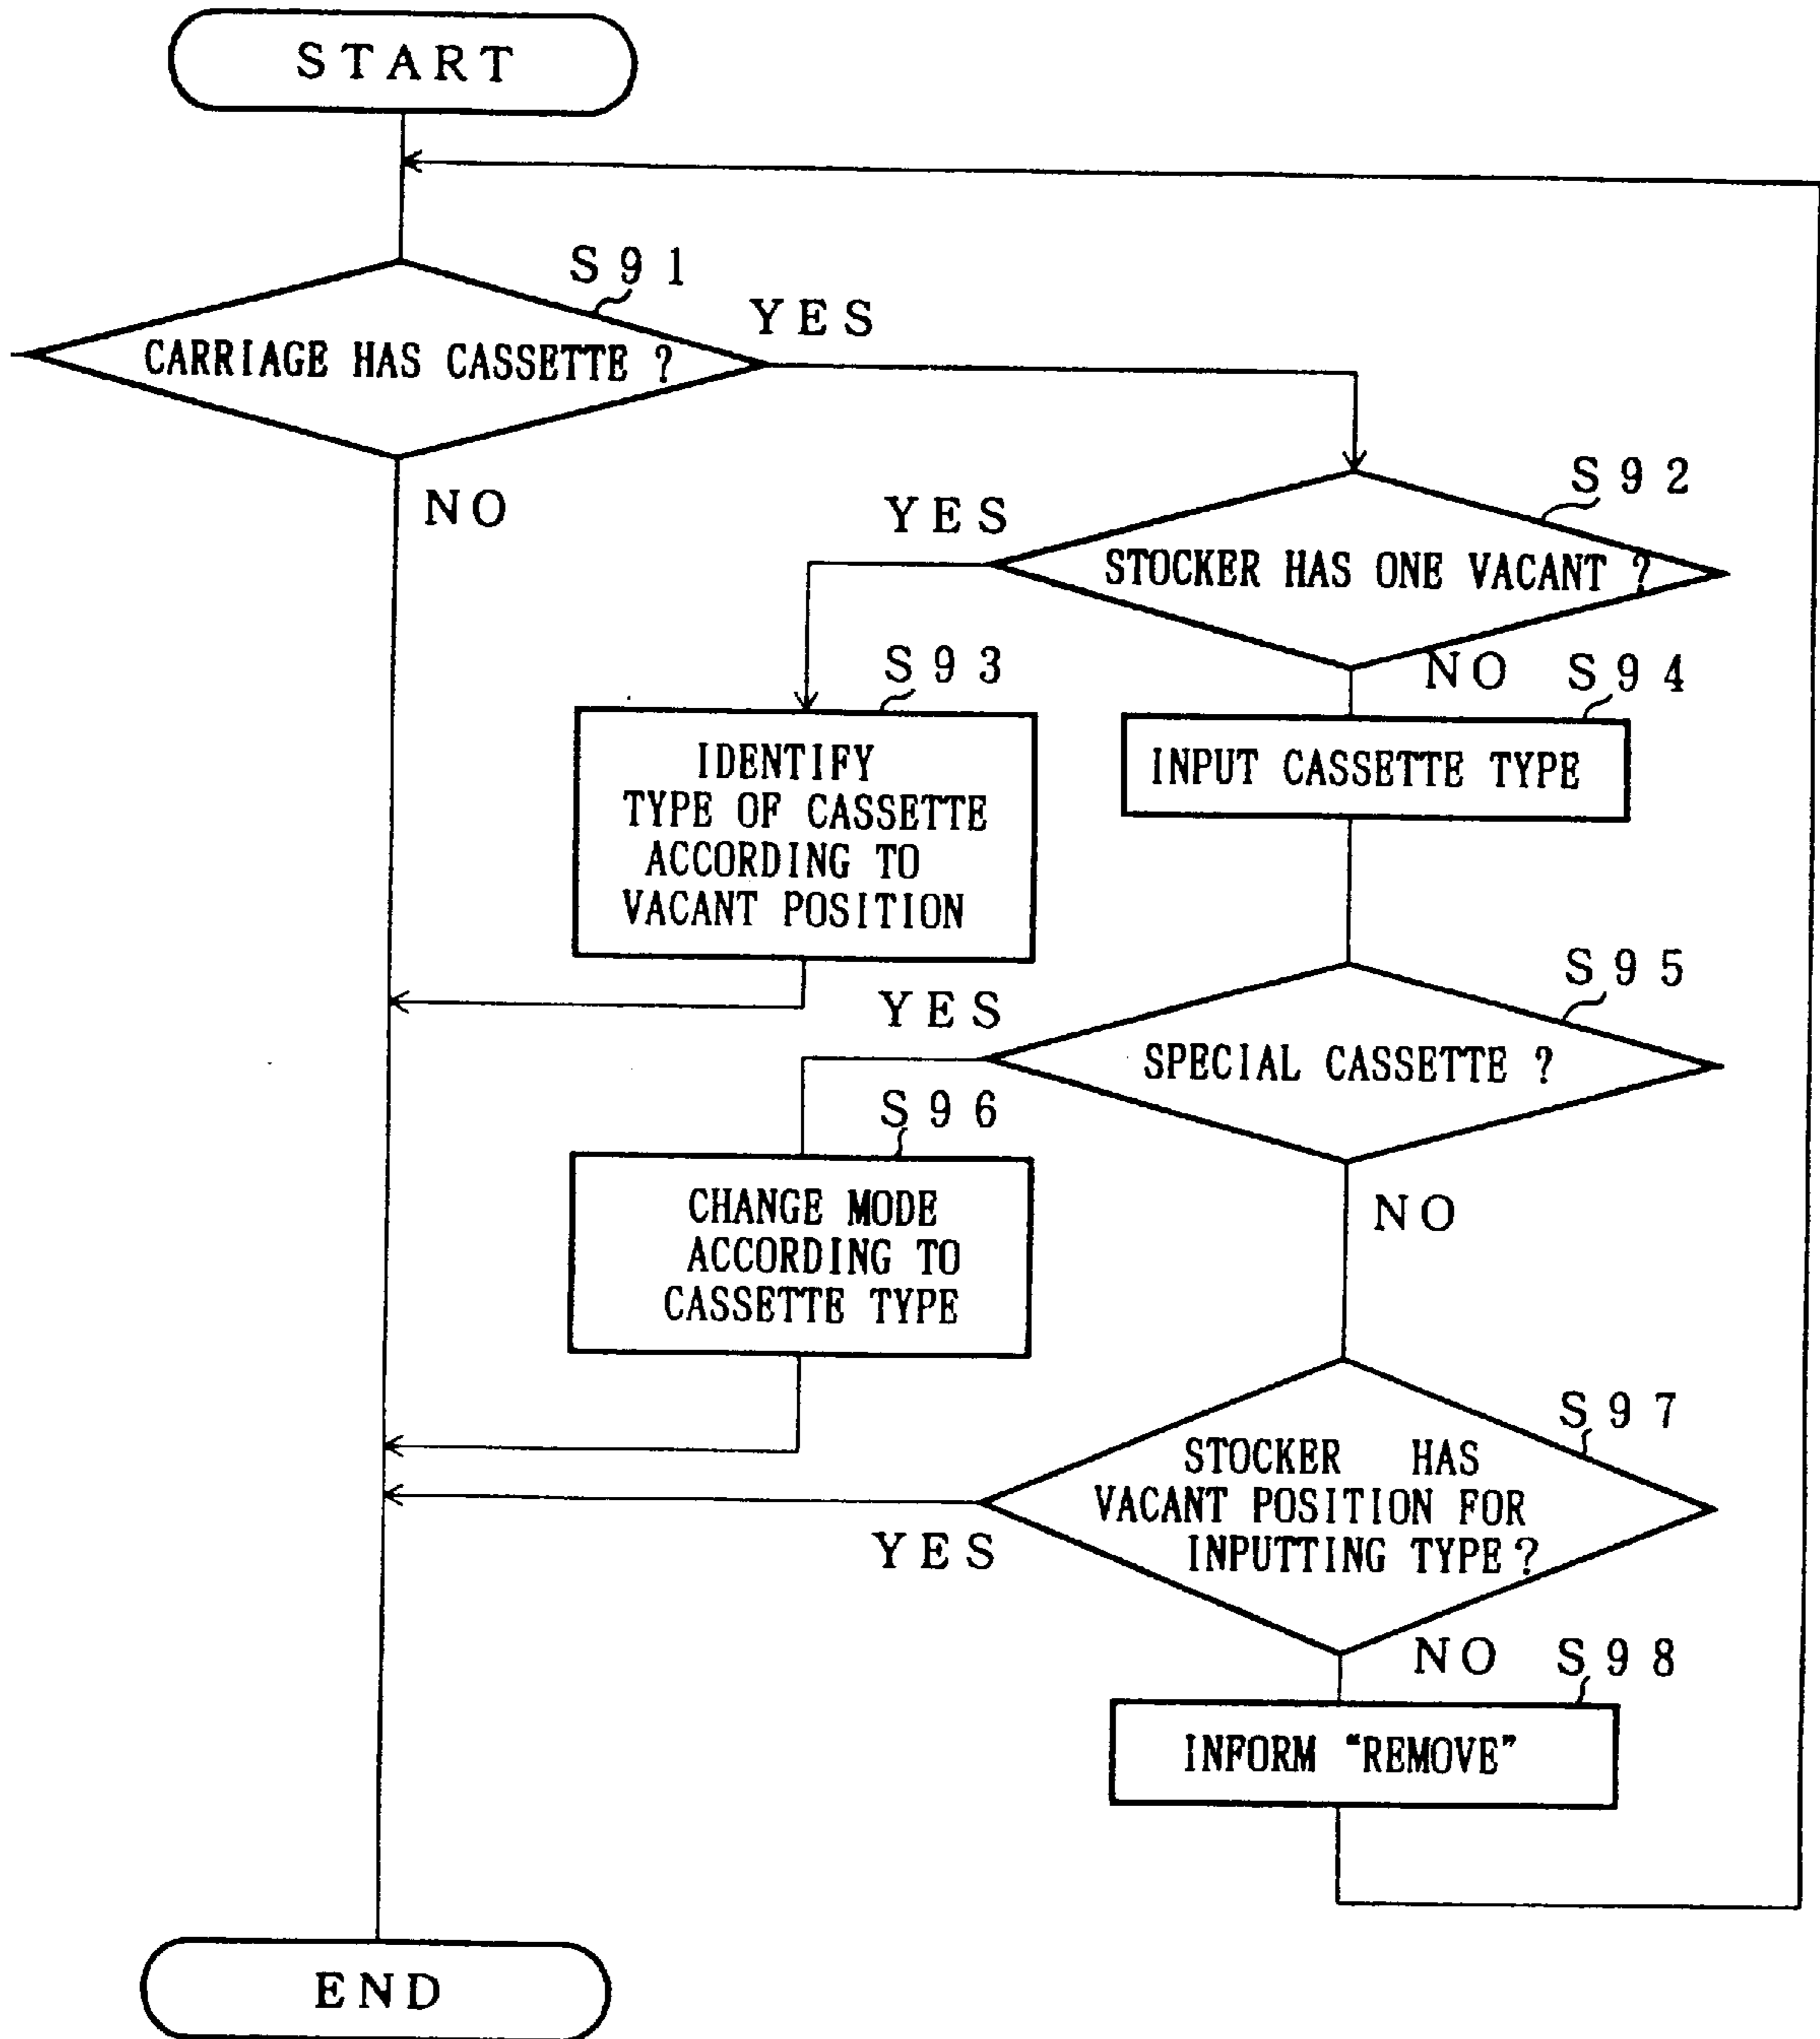 START
S91
CARRIAGE HAS CASSETTE ?
YES
NO
S92
STOCKER HAS ONE VACANT ?
YES
NO
S93
IDENTIFY
TYPE OF CASSETTE
ACCORDING TO
VACANT POSITION
S94
INPUT CASSETTE TYPE
S95
SPECIAL CASSETTE ?
YES
NO
S96
CHANGE MODE
ACCORDING TO
CASSETTE TYPE
S97
STOCKER HAS
VACANT POSITION FOR
INPUTTING TYPE?
YES
NO
S98
INFORM "REMOVE"
END